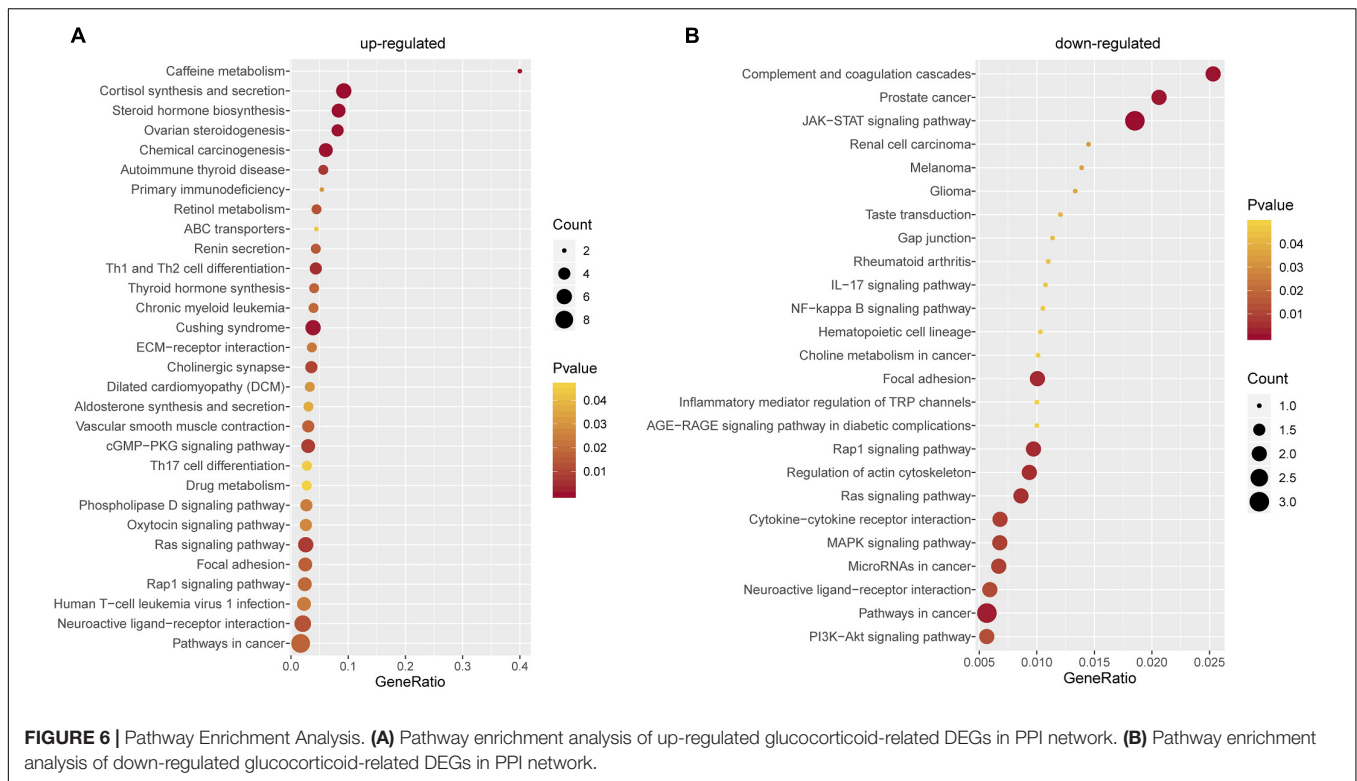 A
up-regulated
Caffeine metabolism
Cortisol synthesis and secretion
Steroid hormone biosynthesis
Ovarian steroidogenesis
Chemical carcinogenesis
Autoimmune thyroid disease
Primary immunodeficiency
Retinol metabolism
ABC transporters
Renin secretion
Th1 and Th2 cell differentiation
Thyroid hormone synthesis
Chronic myeloid leukemia
Cushing syndrome
ECM−receptor interaction
Cholinergic synapse
Dilated cardiomyopathy (DCM)
Aldosterone synthesis and secretion
Vascular smooth muscle contraction
cGMP−PKG signaling pathway
Th17 cell differentiation
Drug metabolism
Phospholipase D signaling pathway
Oxytocin signaling pathway
Ras signaling pathway
Focal adhesion
Rap1 signaling pathway
Human T−cell leukemia virus 1 infection
Neuroactive ligand−receptor interaction
Pathways in cancer
0.0 0.1 0.2 0.3 0.4
GeneRatio
Count
2
4
6
8
Pvalue
0.04
0.03
0.02
0.01
B
down-regulated
Complement and coagulation cascades
Prostate cancer
JAK−STAT signaling pathway
Renal cell carcinoma
Melanoma
Glioma
Taste transduction
Gap junction
Rheumatoid arthritis
IL−17 signaling pathway
NF−kappa B signaling pathway
Hematopoietic cell lineage
Choline metabolism in cancer
Focal adhesion
Inflammatory mediator regulation of TRP channels
AGE−RAGE signaling pathway in diabetic complications
Rap1 signaling pathway
Regulation of actin cytoskeleton
Ras signaling pathway
Cytokine−cytokine receptor interaction
MAPK signaling pathway
MicroRNAs in cancer
Neuroactive ligand−receptor interaction
Pathways in cancer
PI3K−Akt signaling pathway
0.005 0.010 0.015 0.020 0.025
GeneRatio
Pvalue
0.04
0.03
0.02
0.01
Count
1.0
1.5
2.0
2.5
3.0
FIGURE 6 | Pathway Enrichment Analysis. (A) Pathway enrichment analysis of up-regulated glucocorticoid-related DEGs in PPI network. (B) Pathway enrichment
analysis of down-regulated glucocorticoid-related DEGs in PPI network.